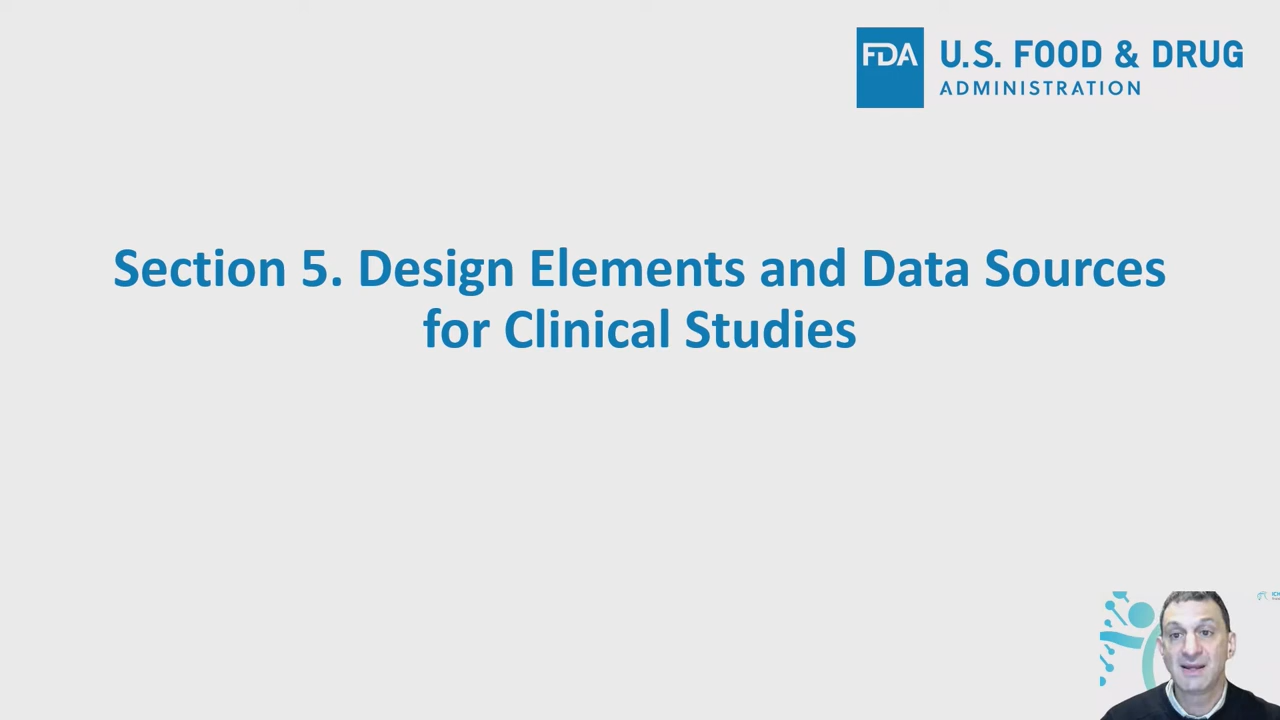 FDA
U.S. FOOD & DRUG
ADMINISTRATION
Section 5. Design Elements and Data Sources
for Clinical Studies